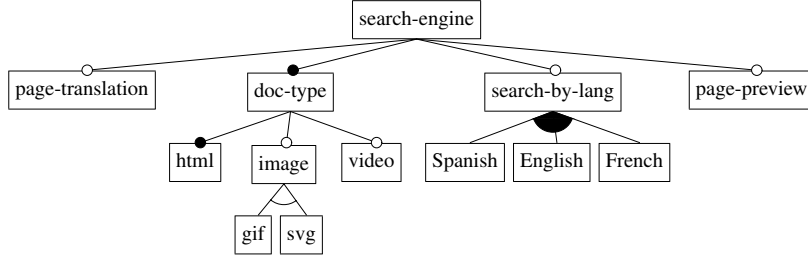 search-engine
page-translation doc-type search-by-lang page-preview
html image video Spanish English French
gif svg